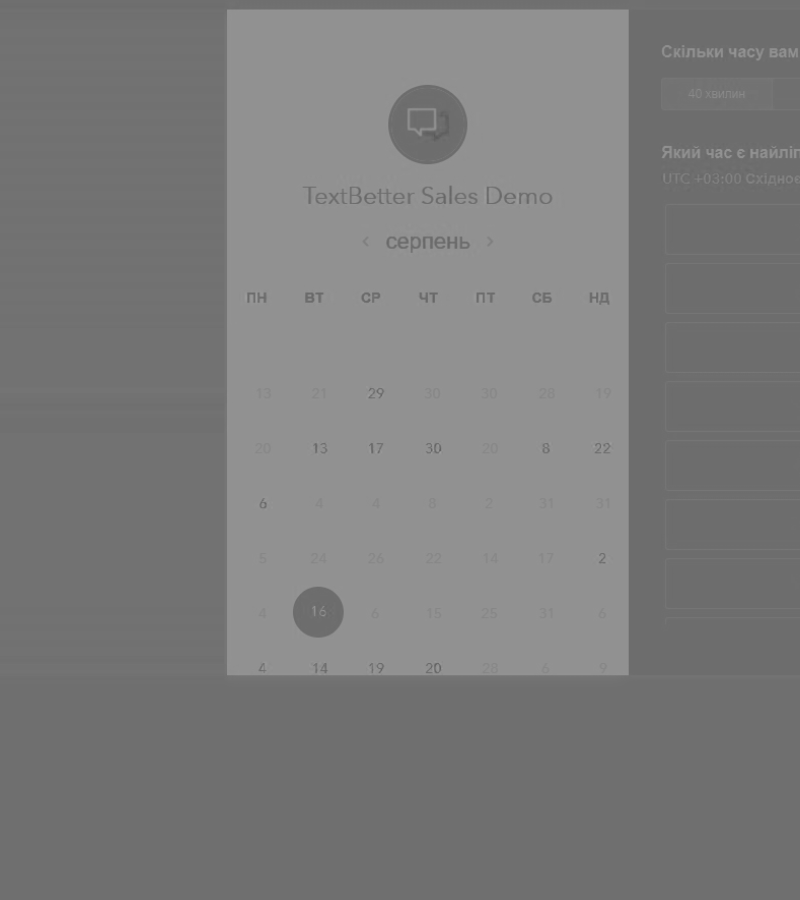 TextBetter Sales Demo
‹ серпень ›
ПН ВТ СР ЧТ ПТ СБ НД
13 21 29 30 30 28 19
20 13 17 30 20 8 22
6 4 4 8 2 31 31
5 24 26 22 14 17 2
4 16 6 15 25 31 6
4 14 19 20 28 6 9
Скільки часу вам
40 хвилин
Який час є найліп
UTC +03:00 Східноє